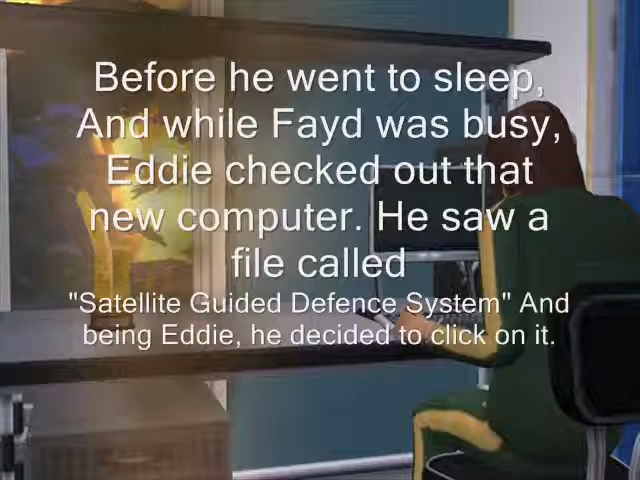 Before he went to sleep,
And while Fayd was busy,
Eddie checked out that
new computer. He saw a
file called
"Satellite Guided Defence System" And
being Eddie, he decided to click on it.